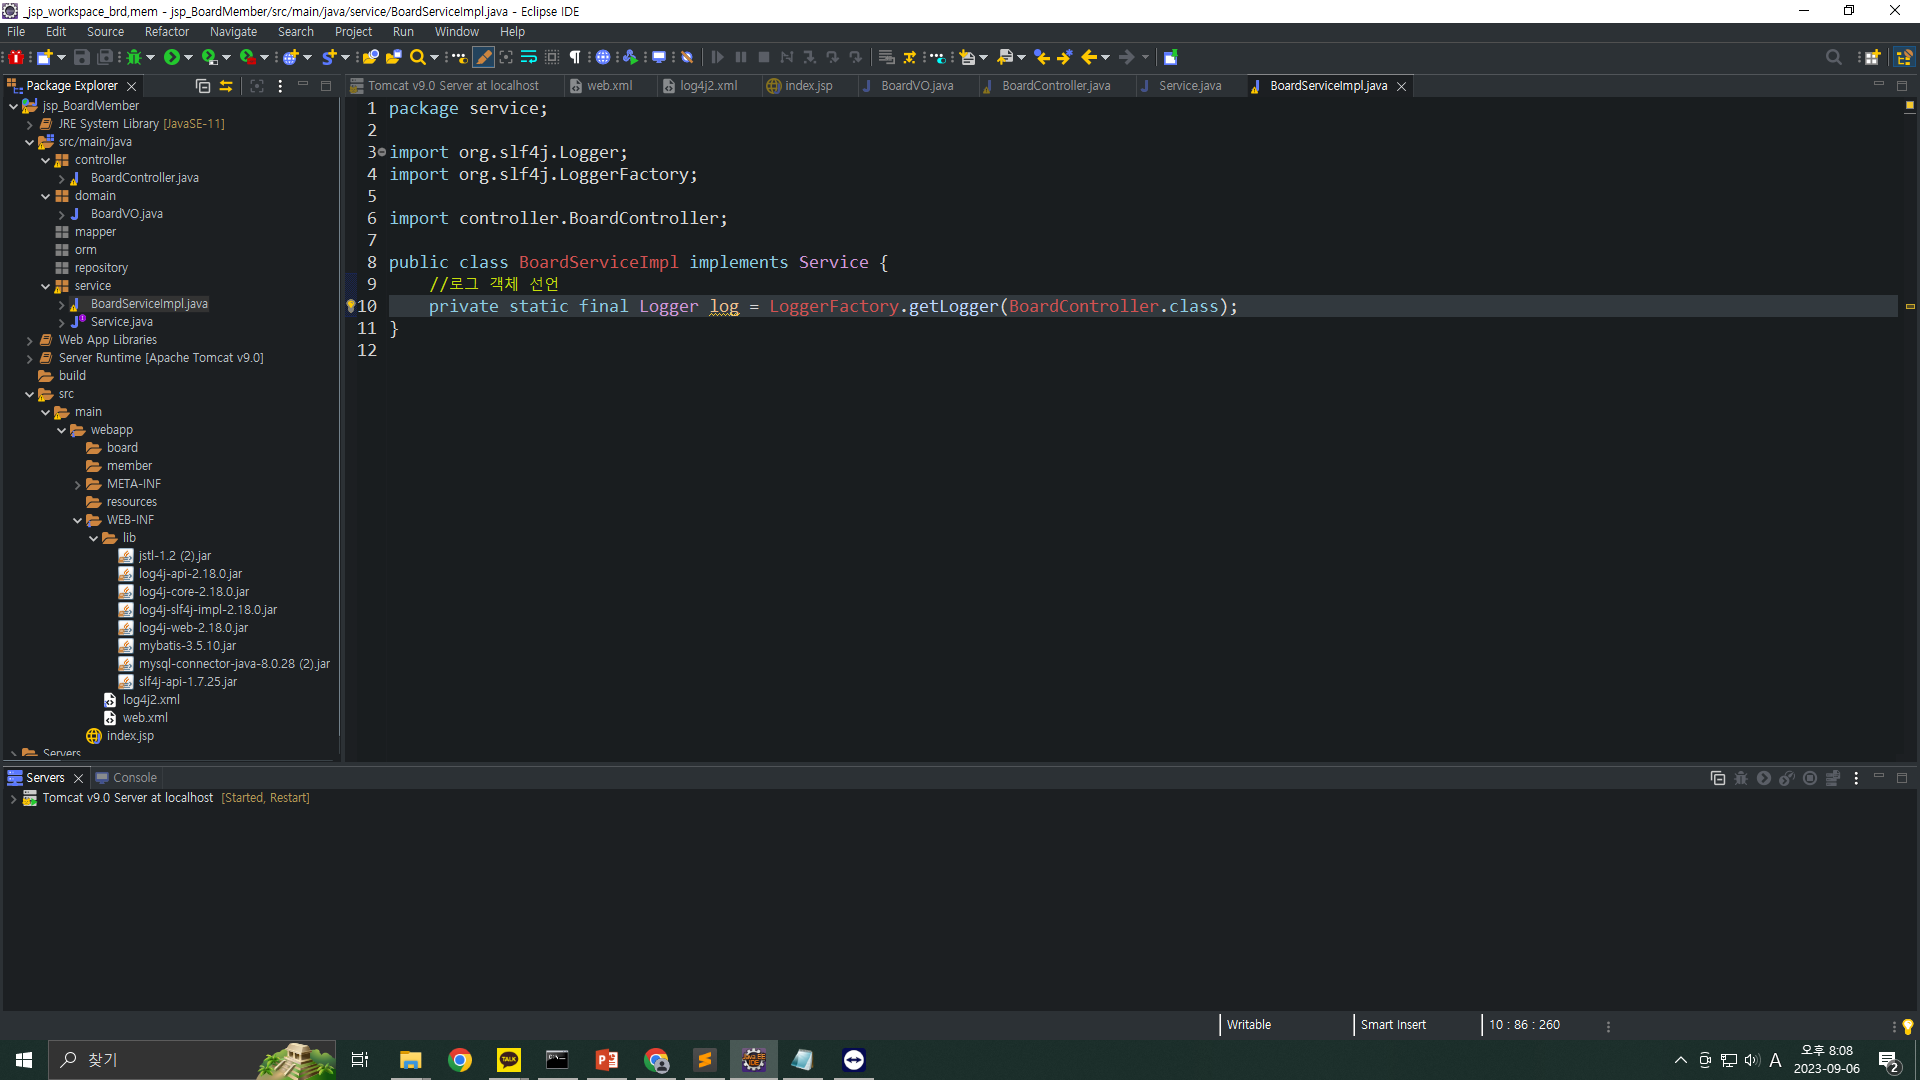 _jsp_workspace_brd,mem - jsp_BoardMember/src/main/java/service/BoardServiceImpl.java - Eclipse IDE
File Edit Source Refactor Navigate Search Project Run Window Help
Package Explorer
Tomcat v9.0 Server at localhost web.xml log4j2.xml index.jsp BoardVO.java BoardController.java Service.java BoardServiceImpl.java
jsp_BoardMember
JRE System Library [JavaSE-11]
src/main/java
controller
BoardController.java
domain
BoardVO.java
mapper
orm
repository
service
BoardServiceImpl.java
Service.java
Web App Libraries
Server Runtime [Apache Tomcat v9.0]
build
src
main
webapp
board
member
META-INF
resources
WEB-INF
lib
jstl-1.2 (2).jar
log4j-api-2.18.0.jar
log4j-core-2.18.0.jar
log4j-slf4j-impl-2.18.0.jar
log4j-web-2.18.0.jar
mybatis-3.5.10.jar
mysql-connector-java-8.0.28 (2).jar
slf4j-api-1.7.25.jar
log4j2.xml
web.xml
index.jsp
Servers
1 package service;
2
3 import org.slf4j.Logger;
4 import org.slf4j.LoggerFactory;
5
6 import controller.BoardController;
7
8 public class BoardServiceImpl implements Service {
9 //로그 객체 선언
10 private static final Logger log = LoggerFactory.getLogger(BoardController.class);
11 }
12
Servers Console
Tomcat v9.0 Server at localhost [Started, Restart]
Writable Smart Insert 10 : 86 : 260
찾기
TALK
A
오후 8:08
2023-09-06
2